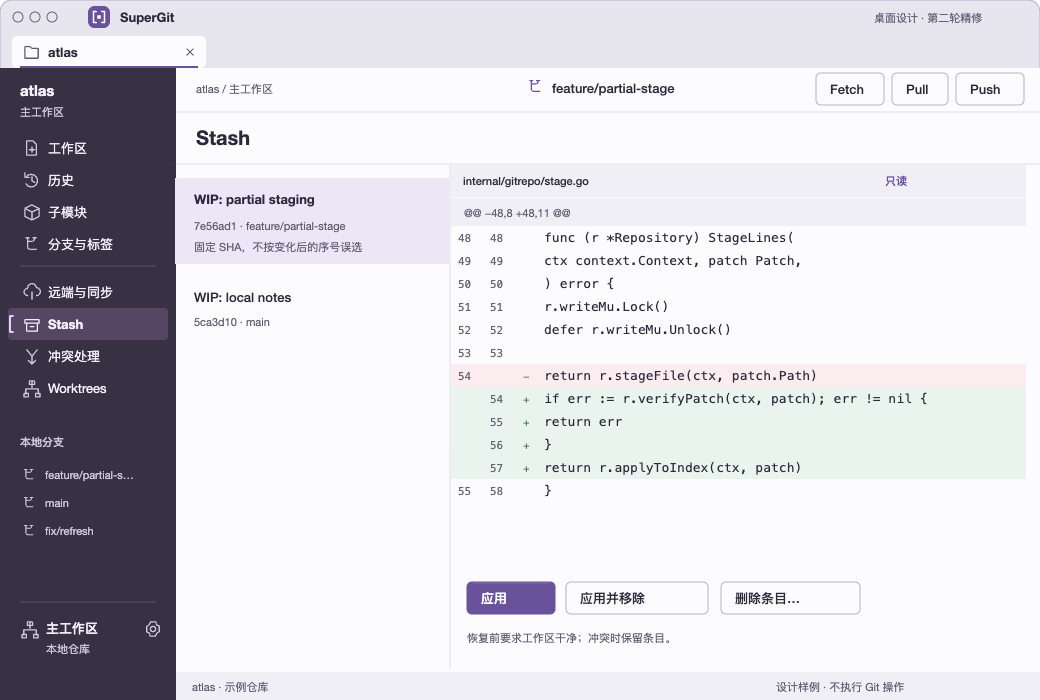 SuperGit
桌面设计 · 第二轮精修
atlas
atlas
主工作区
工作区
历史
子模块
分支与标签
远端与同步
Stash
冲突处理
Worktrees
本地分支
feature/partial-s...
main
fix/refresh
主工作区
本地仓库
atlas / 主工作区
feature/partial-stage
Fetch
Pull
Push
Stash
WIP: partial staging
7e56ad1 · feature/partial-stage
固定 SHA，不按变化后的序号误选
WIP: local notes
5ca3d10 · main
internal/gitrepo/stage.go
只读
@@ −48,8 +48,11 @@
48 48 func (r *Repository) StageLines(
49 49 ctx context.Context, patch Patch,
50 50 ) error {
51 51 r.writeMu.Lock()
52 52 defer r.writeMu.Unlock()
53 53
54 − return r.stageFile(ctx, patch.Path)
54 + if err := r.verifyPatch(ctx, patch); err != nil {
55 + return err
56 + }
57 + return r.applyToIndex(ctx, patch)
55 58 }
应用
应用并移除
删除条目...
恢复前要求工作区干净；冲突时保留条目。
atlas · 示例仓库
设计样例 · 不执行 Git 操作